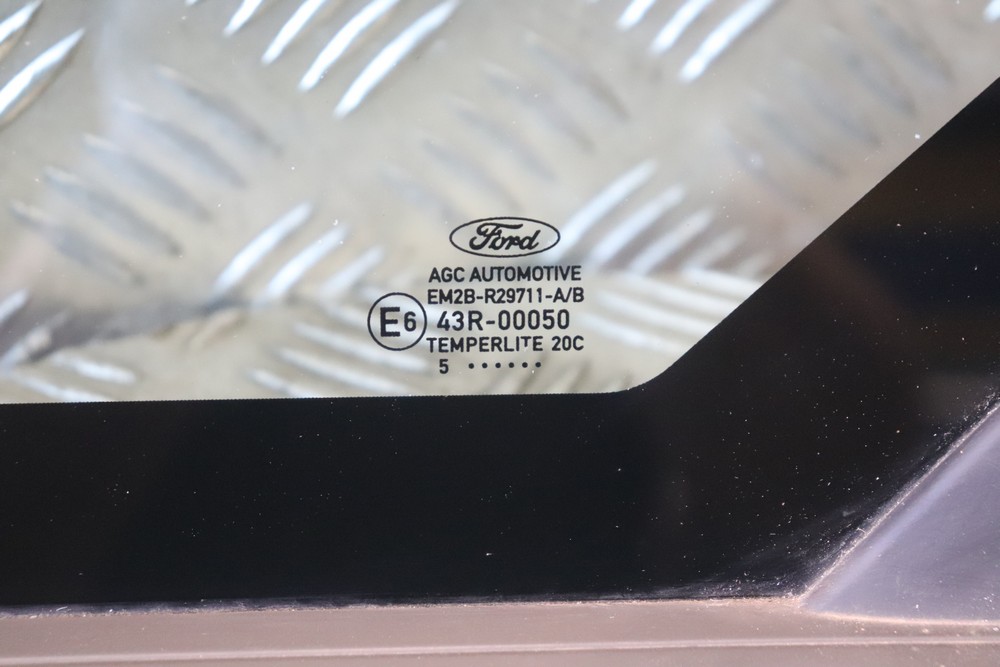 Ford
AGC AUTOMOTIVE
EM2B-R29711-A/B
E6 43R-00050
TEMPERLITE 20C
5 ······